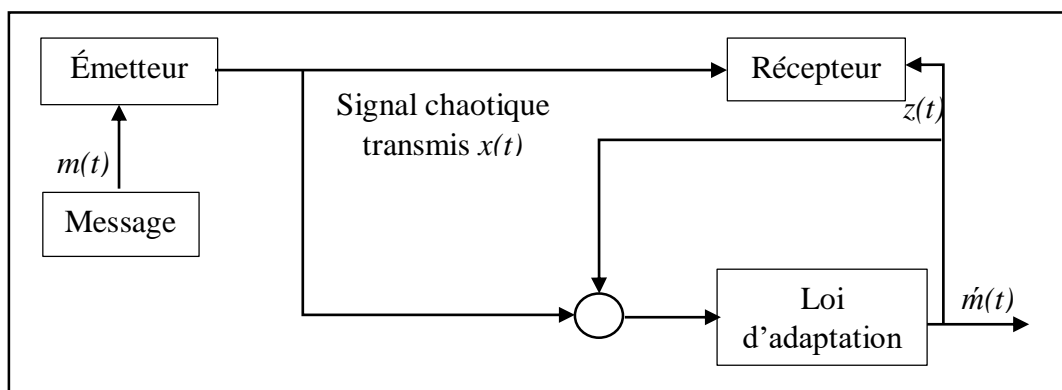 Émetteur
Récepteur
Signal chaotique
transmis x(t)
z(t)
m(t)
Message
Loi
d'adaptation
ḿ(t)